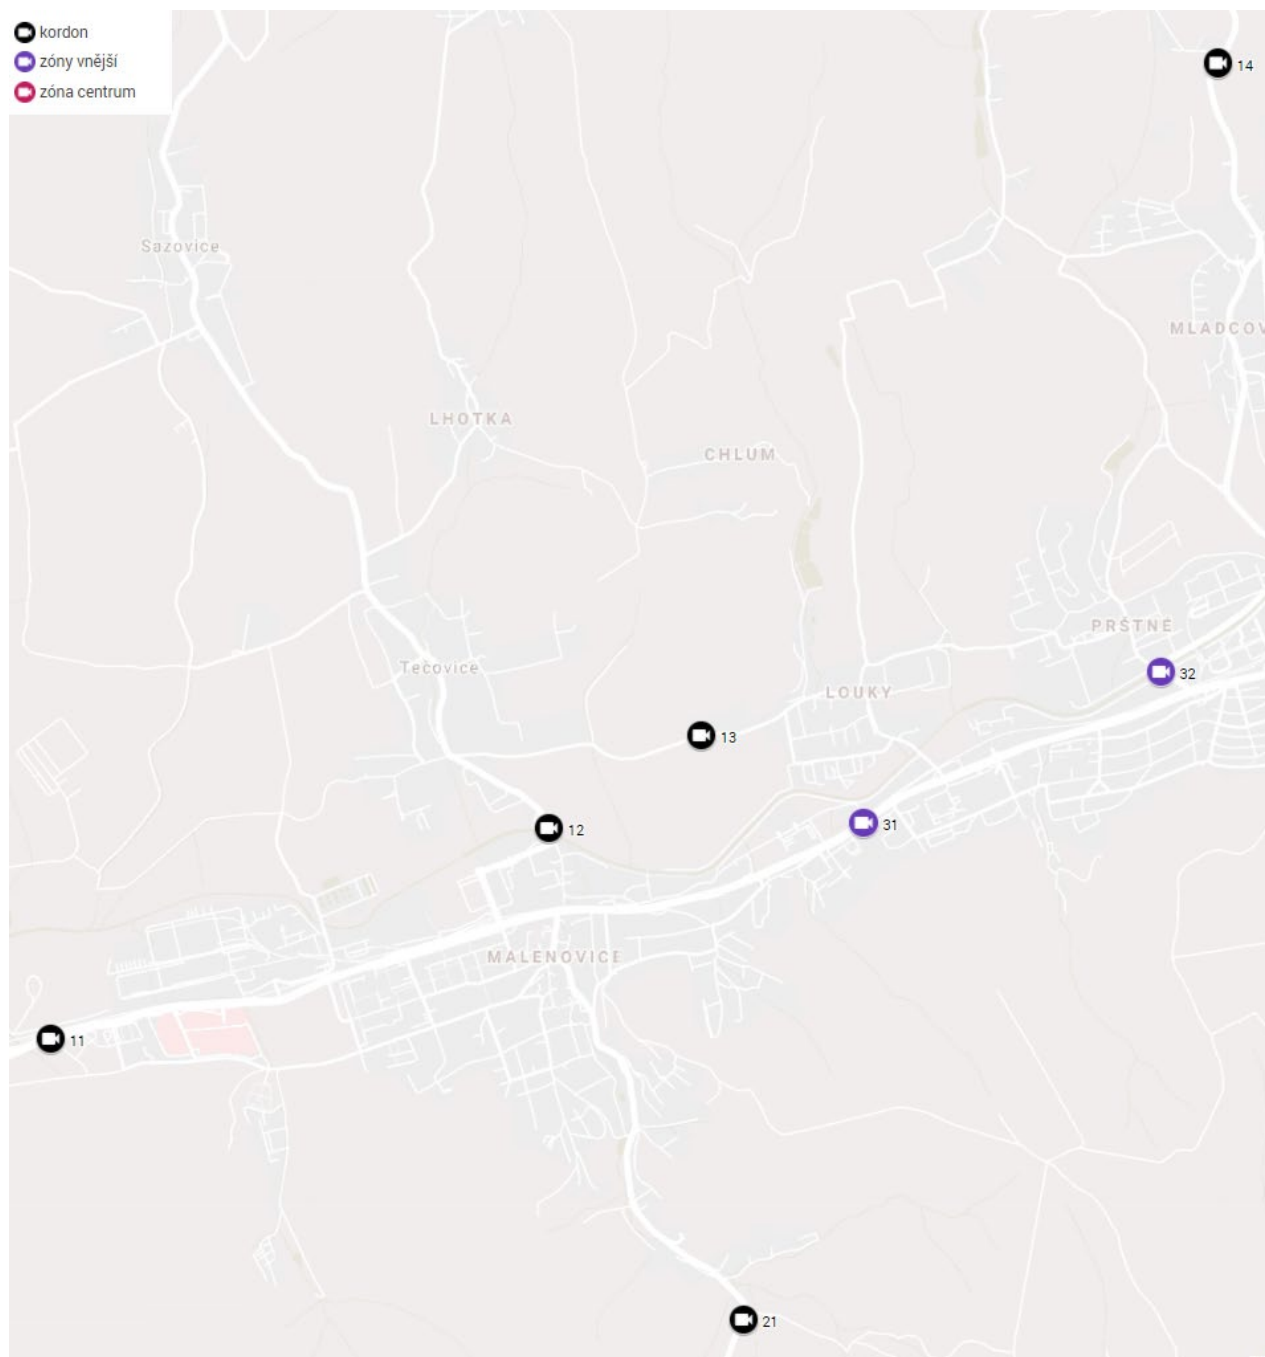 kordon
zóny vnější
zóna centrum
14
Sazovice
MLADCOV
LHOTKA
CHLUM
PRŠTNÉ
Tečovice
32
LOUKY
13
31
12
MALENOVICE
11
21